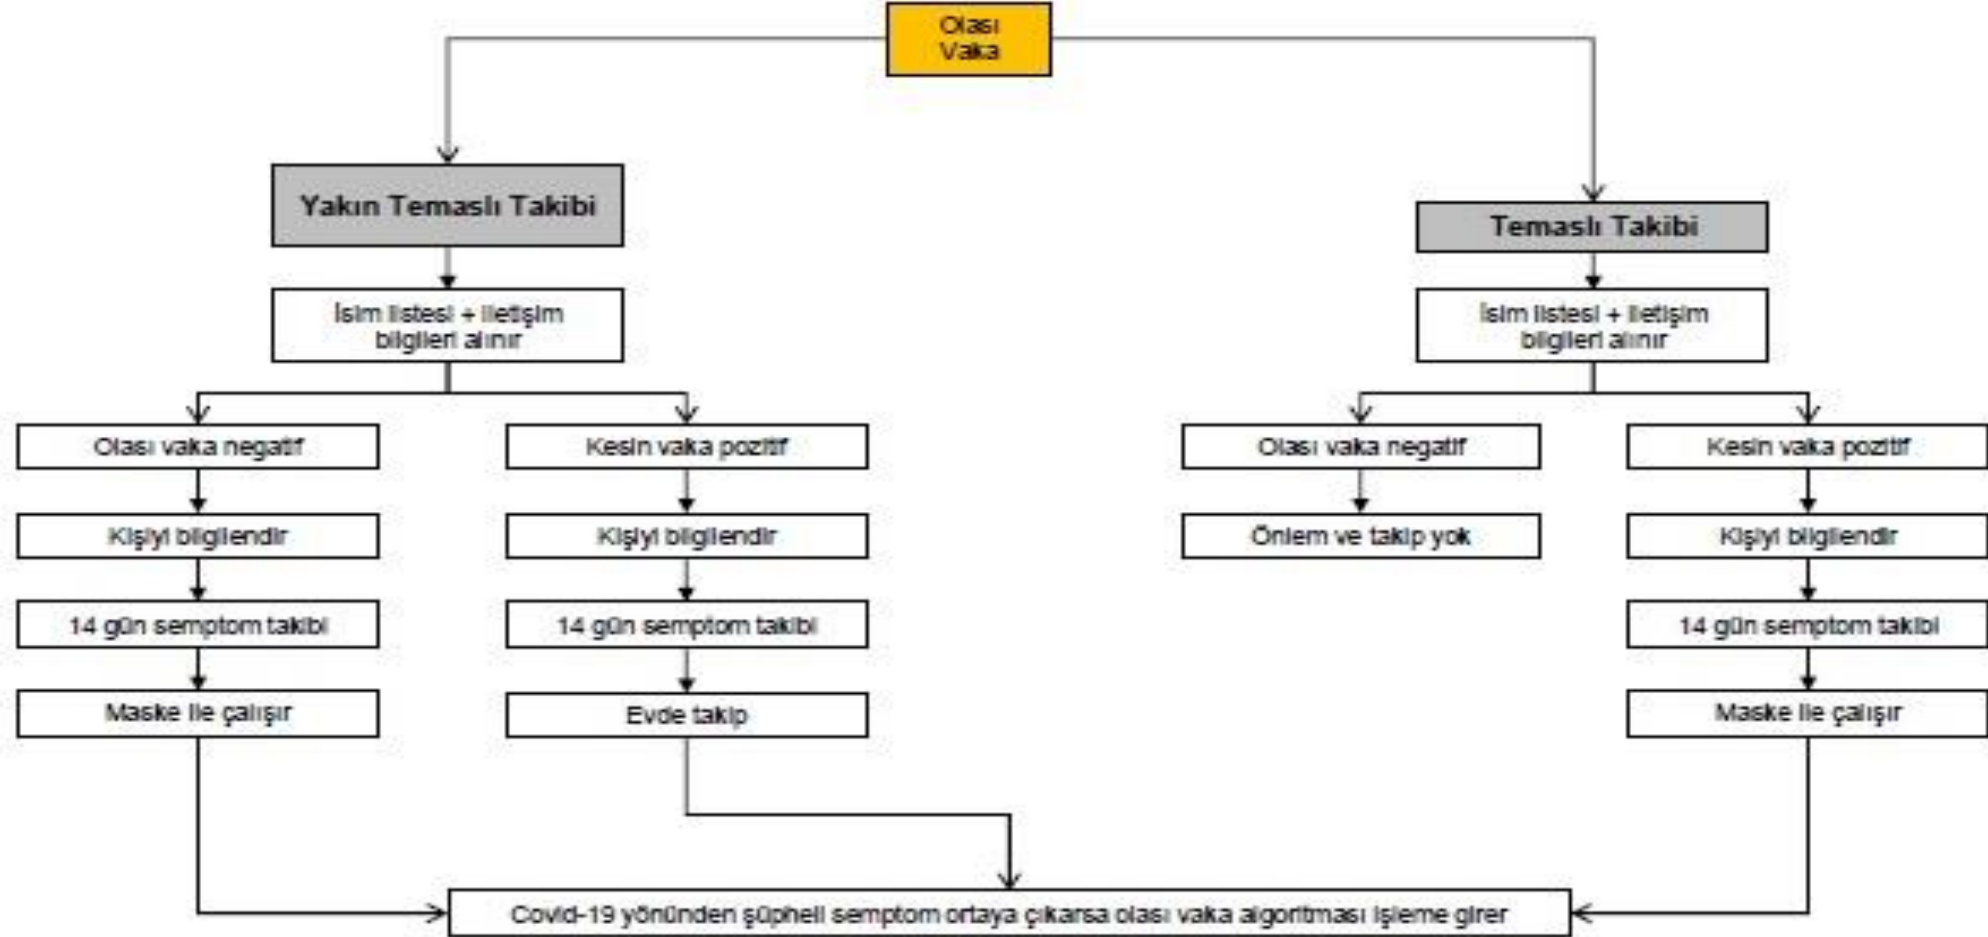 Olası
Vaka
Yakın Temaslı Takibi
Temaslı Takibi
İsim listesi + iletişim
bilgileri alınır
İsim listesi + iletişim
bilgileri alınır
Olası vaka negatif
Kesin vaka pozitif
Olası vaka negatif
Kesin vaka pozitif
Kişiyi bilgilendir
Kişiyi bilgilendir
Önlem ve takip yok
Kişiyi bilgilendir
14 gün semptom takibi
14 gün semptom takibi
14 gün semptom takibi
Maske ile çalışır
Evde takip
Maske ile çalışır
Covid-19 yönünden şüpheli semptom ortaya çıkarsa olası vaka algoritması işleme girer